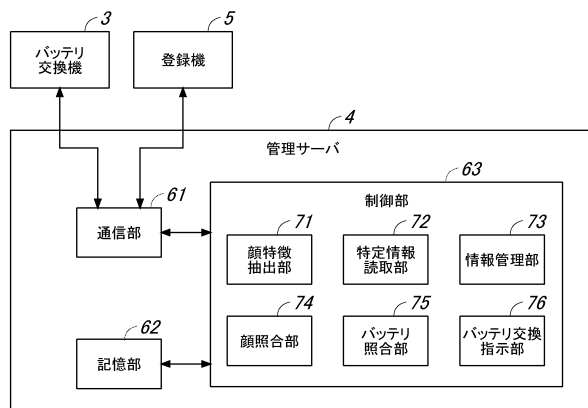 3
バッテリ
交換機
5
登録機
4
管理サーバ
61
通信部
62
記憶部
63
制御部
71
顔特徴
抽出部
72
特定情報
読取部
73
情報管理部
74
顔照合部
75
バッテリ
照合部
76
バッテリ交換
指示部